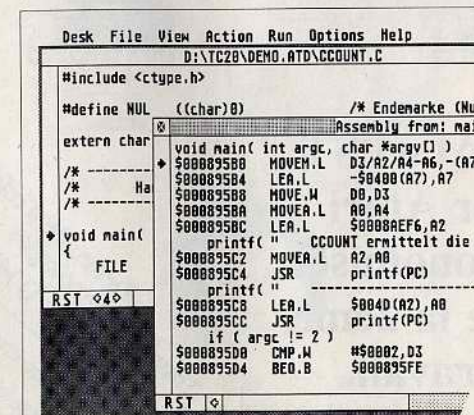 Desk File View Action Run Options Help
D:\TC20\DEMO.ATD\CCOUNT.C
#include <ctype.h>
#define NUL ((char)0) /* Endemarke (Nu
extern char
/* --------
/* Ha
/* --------
void main(
{
FILE
RST 4
Assembly from: mai
void main( int argc, char *argv[] )
$000895B0 MOVEM.L D3/A2/A4-A6,-(A7
$000895B4 LEA.L -$0400(A7),A7
$000895B8 MOVE.W D0,D3
$000895BA MOVEA.L A0,A4
$000895BC LEA.L $0008AEF6,A2
printf( " CCOUNT ermittelt die
$000895C2 MOVEA.L A2,A0
$000895C4 JSR printf(PC)
printf( " --------------------
$000895C8 LEA.L $004D(A2),A0
$000895CC JSR printf(PC)
if ( argc != 2 )
$000895D0 CMP.W #$0002,D3
$000895D4 BEQ.B $000895FE
RST